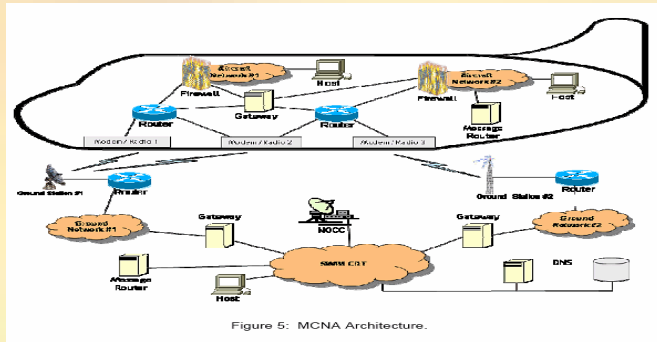 Aircraft
Network #1
Host
Firewall
Gateway
Router
Router
Aircraft
Network #2
Firewall
Host
Message
Router
Modem / Radio 1
Modem / Radio 2
Modem / Radio 3
Ground Station #1
Router
Ground Station #2
Router
Ground
Network #1
Gateway
NOCC
Gateway
Ground
Network #2
Message
Router
Host
DNS
Figure 5: MCNA Architecture.